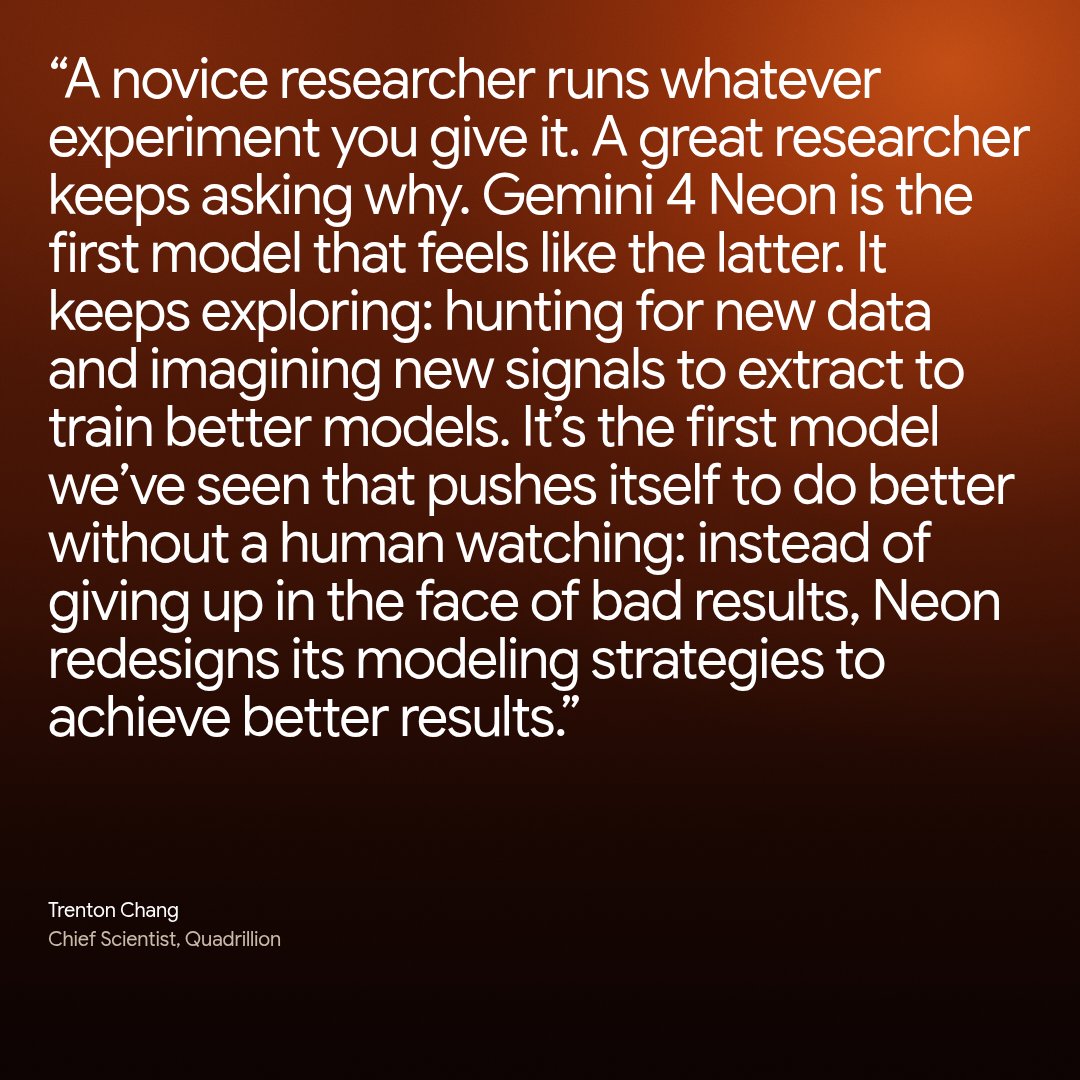 “A novice researcher runs whatever
experiment you give it. A great researcher
keeps asking why. Gemini 4 Neon is the
first model that feels like the latter. It
keeps exploring: hunting for new data
and imagining new signals to extract to
train better models. It’s the first model
we’ve seen that pushes itself to do better
without a human watching: instead of
giving up in the face of bad results, Neon
redesigns its modeling strategies to
achieve better results.”
Trenton Chang
Chief Scientist, Quadrillion